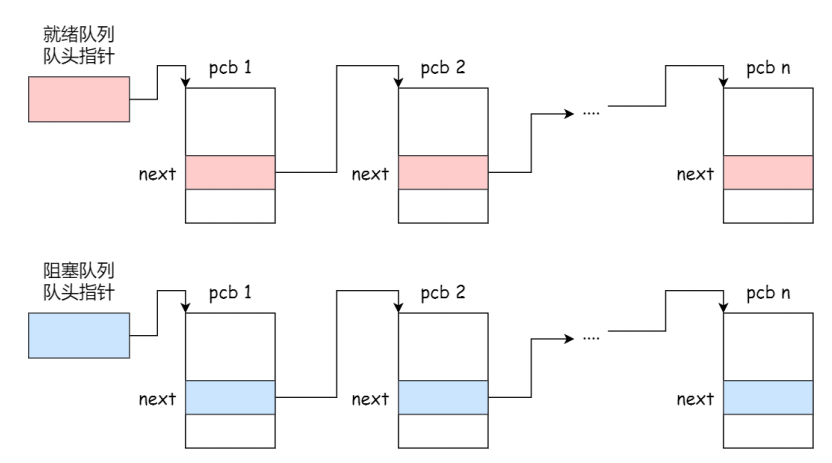 就绪队列
队头指针
pcb 1
pcb 2
....
pcb n
next
next
next
阻塞队列
队头指针
pcb 1
pcb 2
....
pcb n
next
next
next